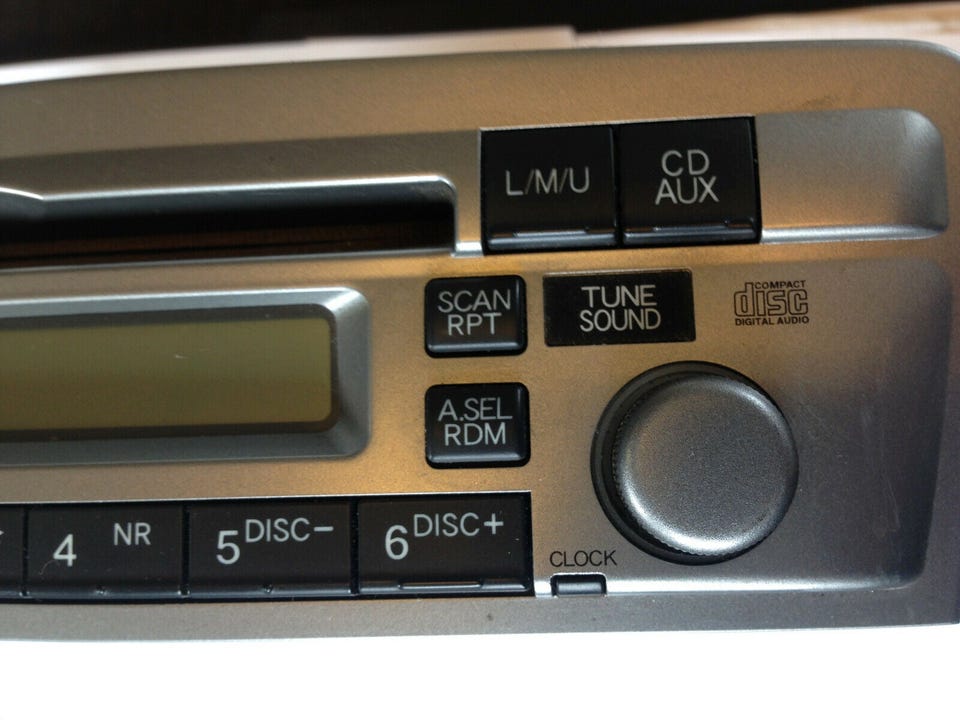 L/M/U
CD
AUX
SCAN
RPT
TUNE
SOUND
COMPACT
disc
DIGITAL AUDIO
A.SEL
RDM
4 NR
5 DISC−
6 DISC+
CLOCK